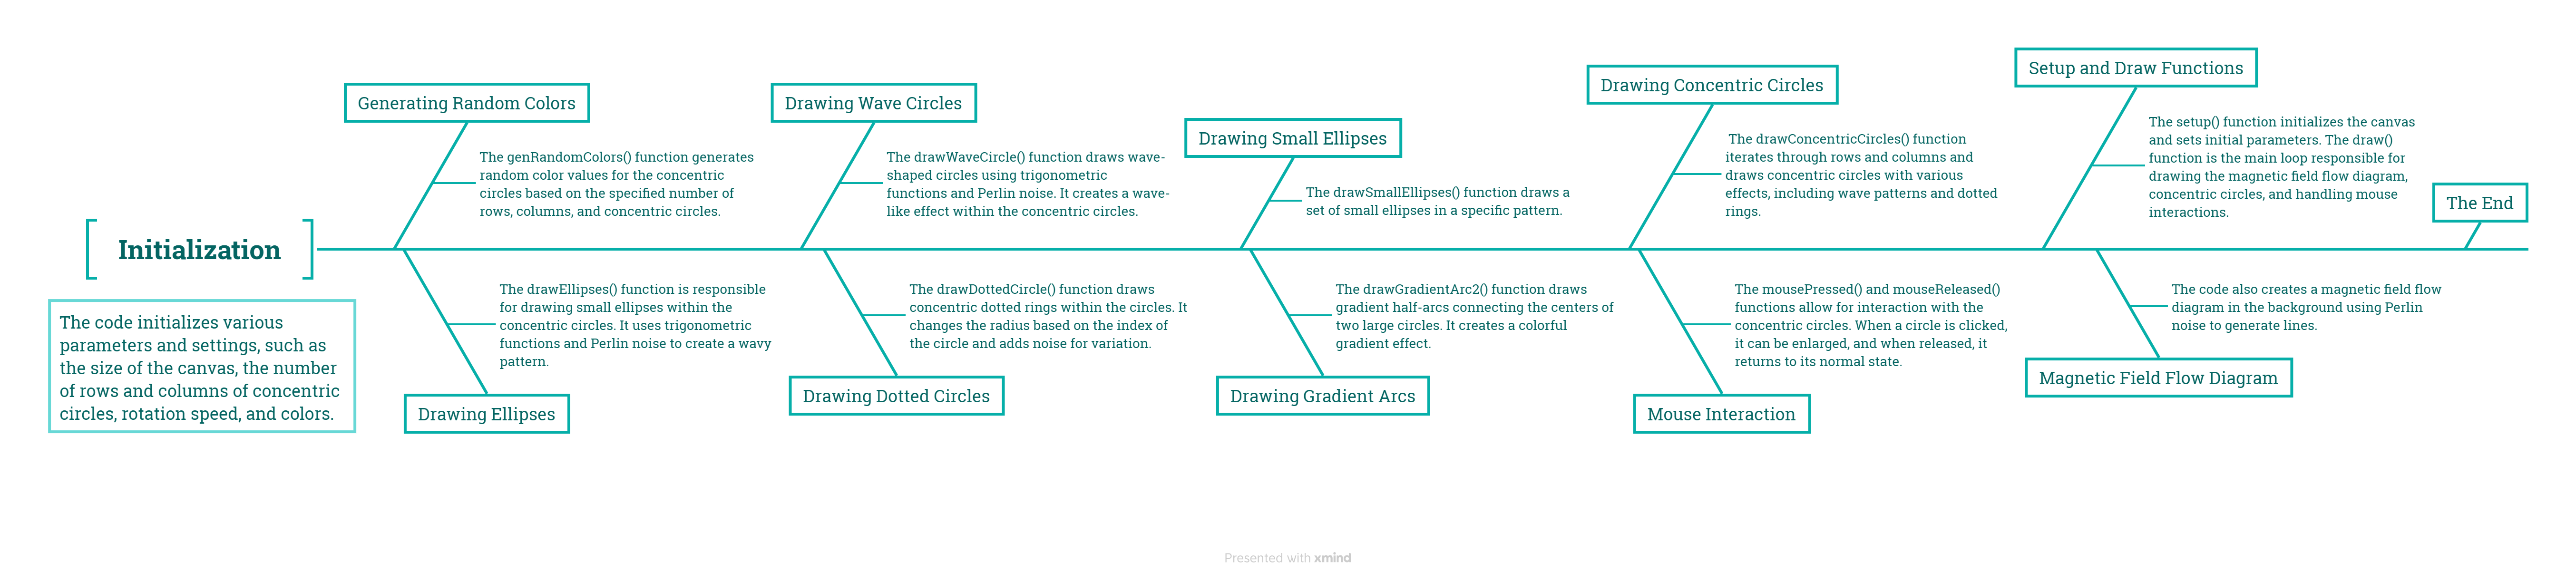 Generating Random Colors
The genRandomColors() function generates
random color values for the concentric
circles based on the specified number of
rows, columns, and concentric circles.
Drawing Wave Circles
The drawWaveCircle() function draws wave-
shaped circles using trigonometric
functions and Perlin noise. It creates a wave-
like effect within the concentric circles.
Drawing Small Ellipses
The drawSmallEllipses() function draws a
set of small ellipses in a specific pattern.
Drawing Concentric Circles
The drawConcentricCircles() function
iterates through rows and columns and
draws concentric circles with various
effects, including wave patterns and dotted
rings.
Setup and Draw Functions
The setup() function initializes the canvas
and sets initial parameters. The draw()
function is the main loop responsible for
drawing the magnetic field flow diagram,
concentric circles, and handling mouse
interactions.
The End
Initialization
The code initializes various
parameters and settings, such as
the size of the canvas, the number
of rows and columns of concentric
circles, rotation speed, and colors.
The drawEllipses() function is responsible
for drawing small ellipses within the
concentric circles. It uses trigonometric
functions and Perlin noise to create a wavy
pattern.
Drawing Ellipses
The drawDottedCircle() function draws
concentric dotted rings within the circles. It
changes the radius based on the index of
the circle and adds noise for variation.
Drawing Dotted Circles
The drawGradientArc2() function draws
gradient half-arcs connecting the centers of
two large circles. It creates a colorful
gradient effect.
Drawing Gradient Arcs
The mousePressed() and mouseReleased()
functions allow for interaction with the
concentric circles. When a circle is clicked,
it can be enlarged, and when released, it
returns to its normal state.
Mouse Interaction
The code also creates a magnetic field flow
diagram in the background using Perlin
noise to generate lines.
Magnetic Field Flow Diagram
Presented with xmind